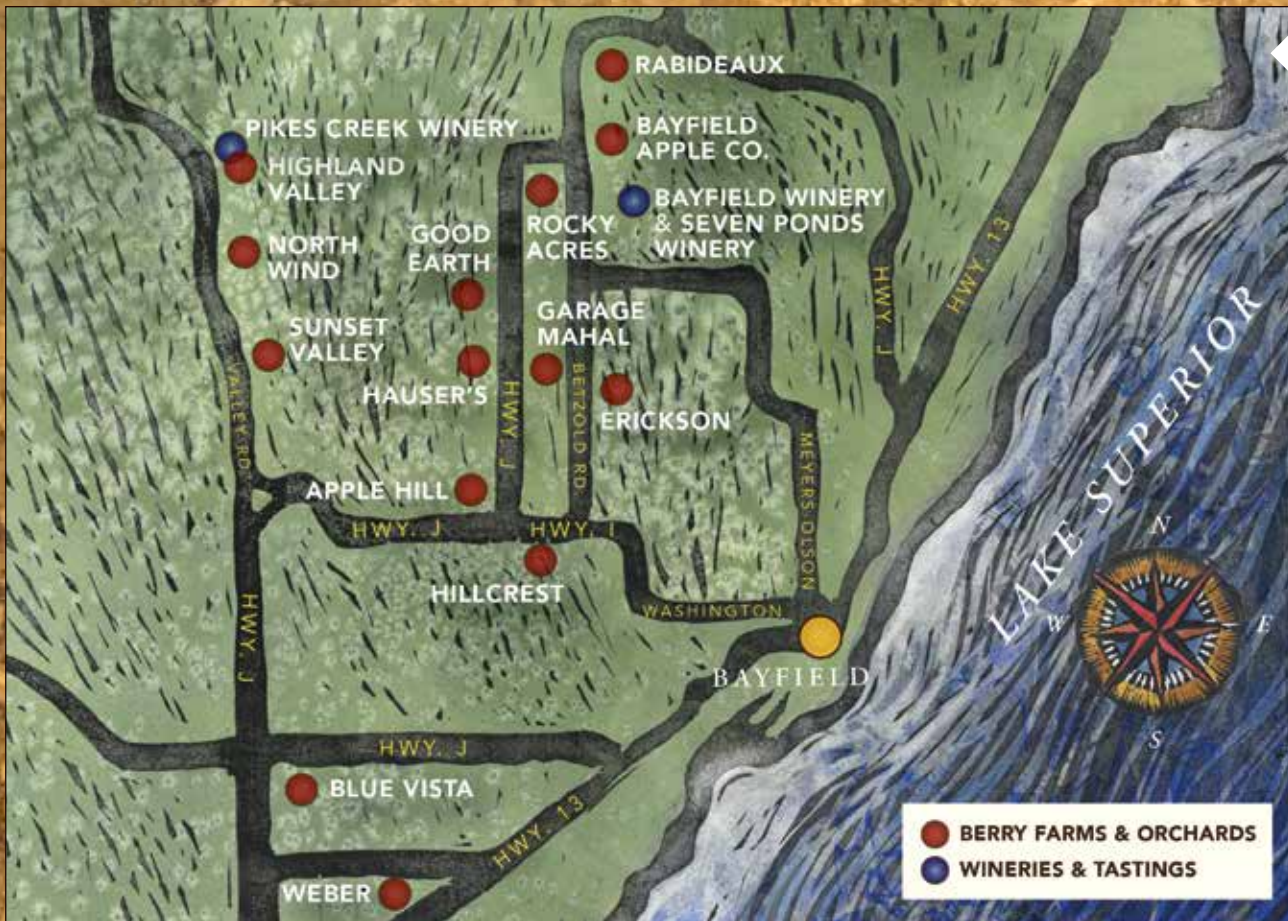 RABIDEAUX
PIKES CREEK WINERY
BAYFIELD
APPLE CO.
HIGHLAND
VALLEY
BAYFIELD WINERY
& SEVEN PONDS
WINERY
ROCKY
ACRES
GOOD
EARTH
NORTH
WIND
HWY. J
HWY. 13
GARAGE
MAHAL
SUNSET
VALLEY
HAUSER'S
ERICKSON
VALLEY RD.
HWY. J
BETZOLD RD.
MEYERS OLSON
LAKE SUPERIOR
APPLE HILL
HWY. J
HWY. I
HILLCREST
WASHINGTON
HWY. J
BAYFIELD
N
W
E
S
HWY. J
BLUE VISTA
HWY. 13
WEBER
BERRY FARMS & ORCHARDS
WINERIES & TASTINGS